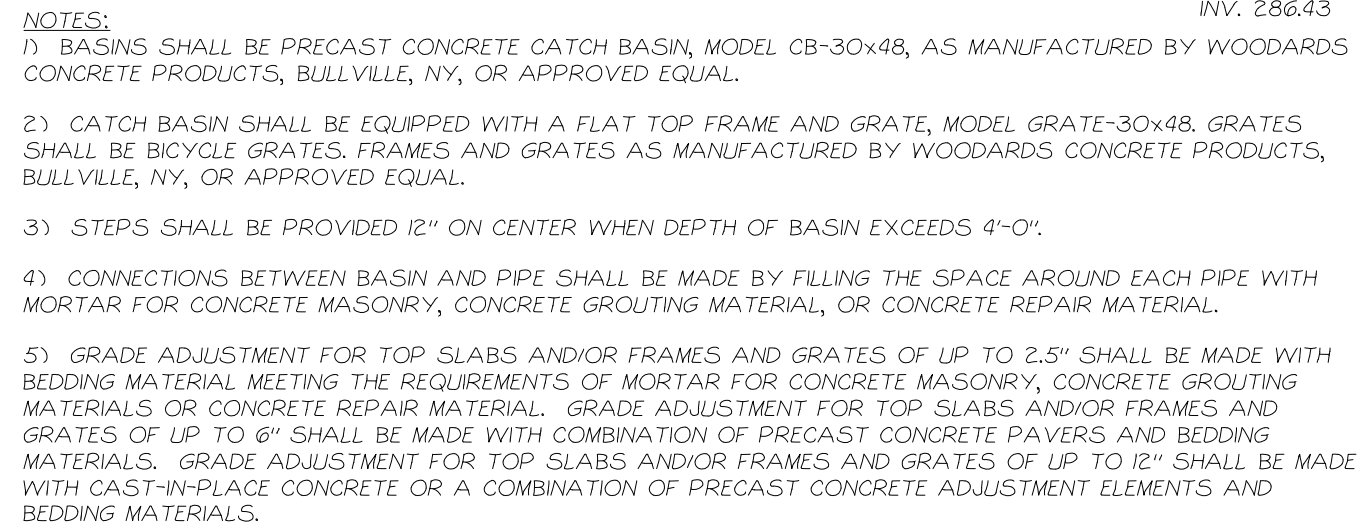 INV. 286.43
NOTES:
1) BASINS SHALL BE PRECAST CONCRETE CATCH BASIN, MODEL CB-30x48, AS MANUFACTURED BY WOODARDS
CONCRETE PRODUCTS, BULLVILLE, NY, OR APPROVED EQUAL.
2) CATCH BASIN SHALL BE EQUIPPED WITH A FLAT TOP FRAME AND GRATE, MODEL GRATE-30x48. GRATES
SHALL BE BICYCLE GRATES. FRAMES AND GRATES AS MANUFACTURED BY WOODARDS CONCRETE PRODUCTS,
BULLVILLE, NY, OR APPROVED EQUAL.
3) STEPS SHALL BE PROVIDED 12" ON CENTER WHEN DEPTH OF BASIN EXCEEDS 4'-0".
4) CONNECTIONS BETWEEN BASIN AND PIPE SHALL BE MADE BY FILLING THE SPACE AROUND EACH PIPE WITH
MORTAR FOR CONCRETE MASONRY, CONCRETE GROUTING MATERIAL, OR CONCRETE REPAIR MATERIAL.
5) GRADE ADJUSTMENT FOR TOP SLABS AND/OR FRAMES AND GRATES OF UP TO 2.5" SHALL BE MADE WITH
BEDDING MATERIAL MEETING THE REQUIREMENTS OF MORTAR FOR CONCRETE MASONRY, CONCRETE GROUTING
MATERIALS OR CONCRETE REPAIR MATERIAL. GRADE ADJUSTMENT FOR TOP SLABS AND/OR FRAMES AND
GRATES OF UP TO 6" SHALL BE MADE WITH COMBINATION OF PRECAST CONCRETE PAVERS AND BEDDING
MATERIALS. GRADE ADJUSTMENT FOR TOP SLABS AND/OR FRAMES AND GRATES OF UP TO 12" SHALL BE MADE
WITH CAST-IN-PLACE CONCRETE OR A COMBINATION OF PRECAST CONCRETE ADJUSTMENT ELEMENTS AND
BEDDING MATERIALS.